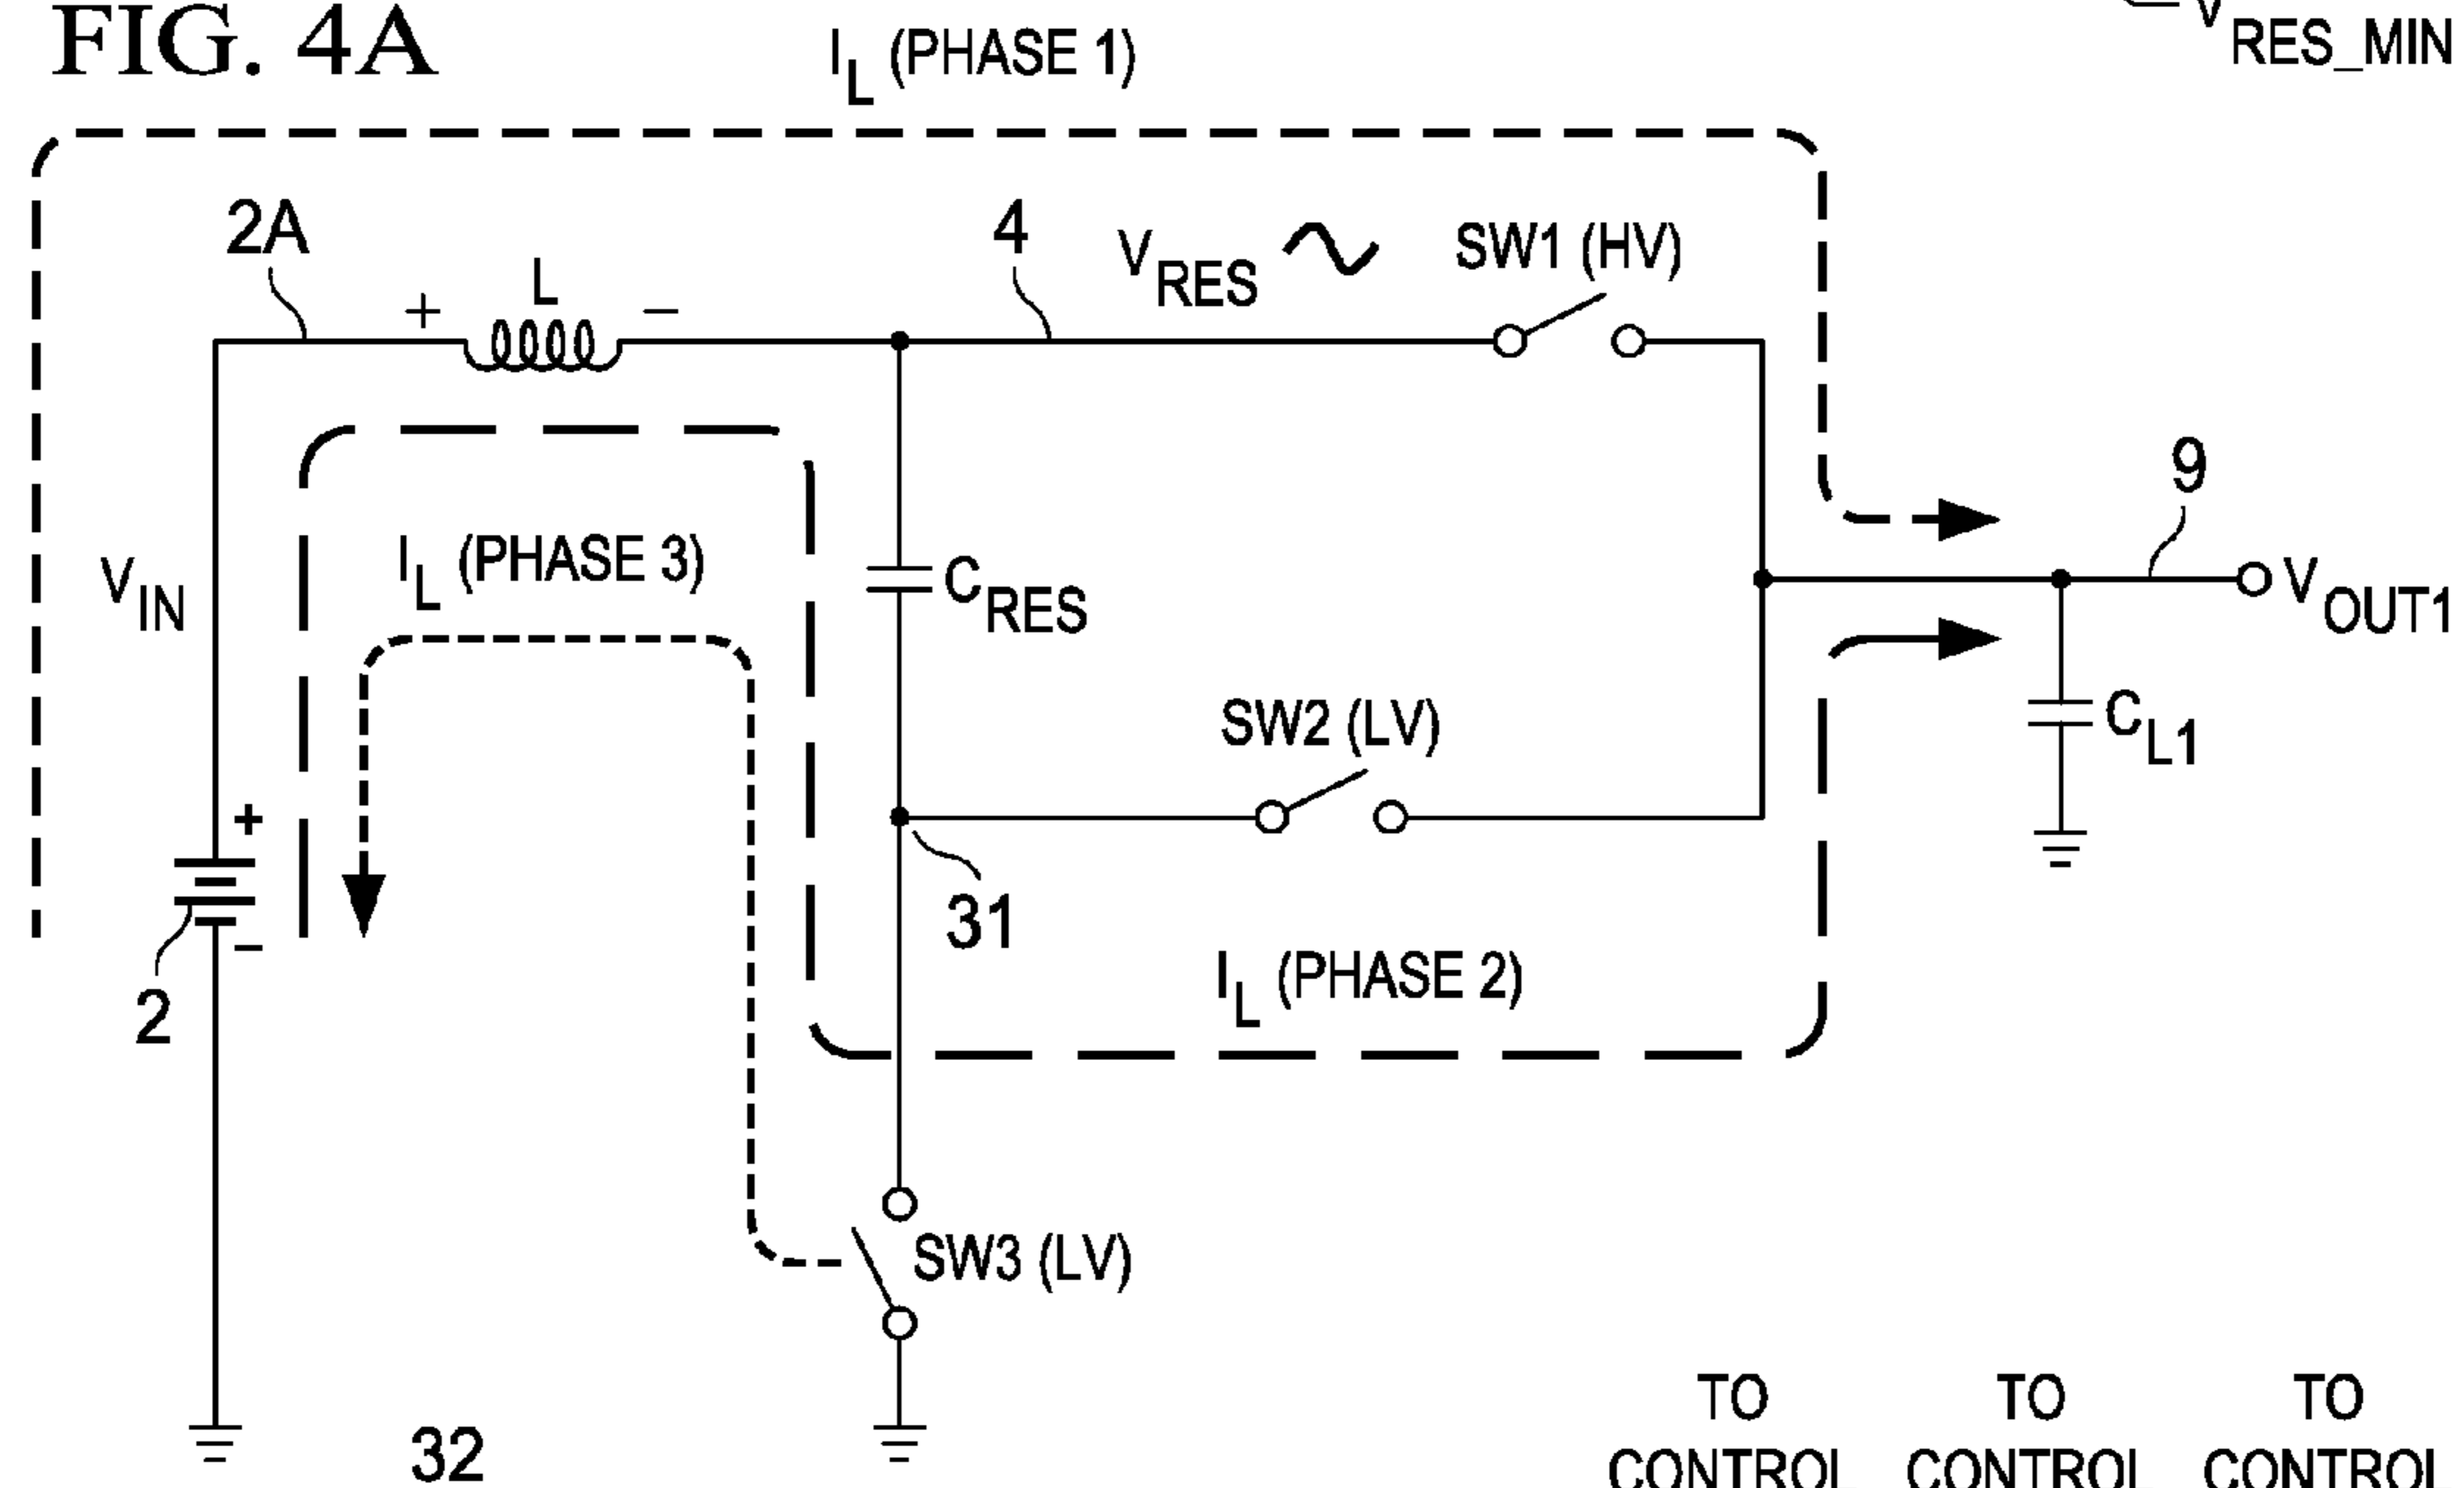 FIG. 4A
I_L (PHASE 1)
V_RES_MIN
2A
+ L −
4
V_RES
SW1 (HV)
9
V_IN
I_L (PHASE 3)
C_RES
V_OUT1
SW2 (LV)
C_L1
+
−
2
31
I_L (PHASE 2)
SW3 (LV)
32
TO CONTROL
TO CONTROL
TO CONTROL